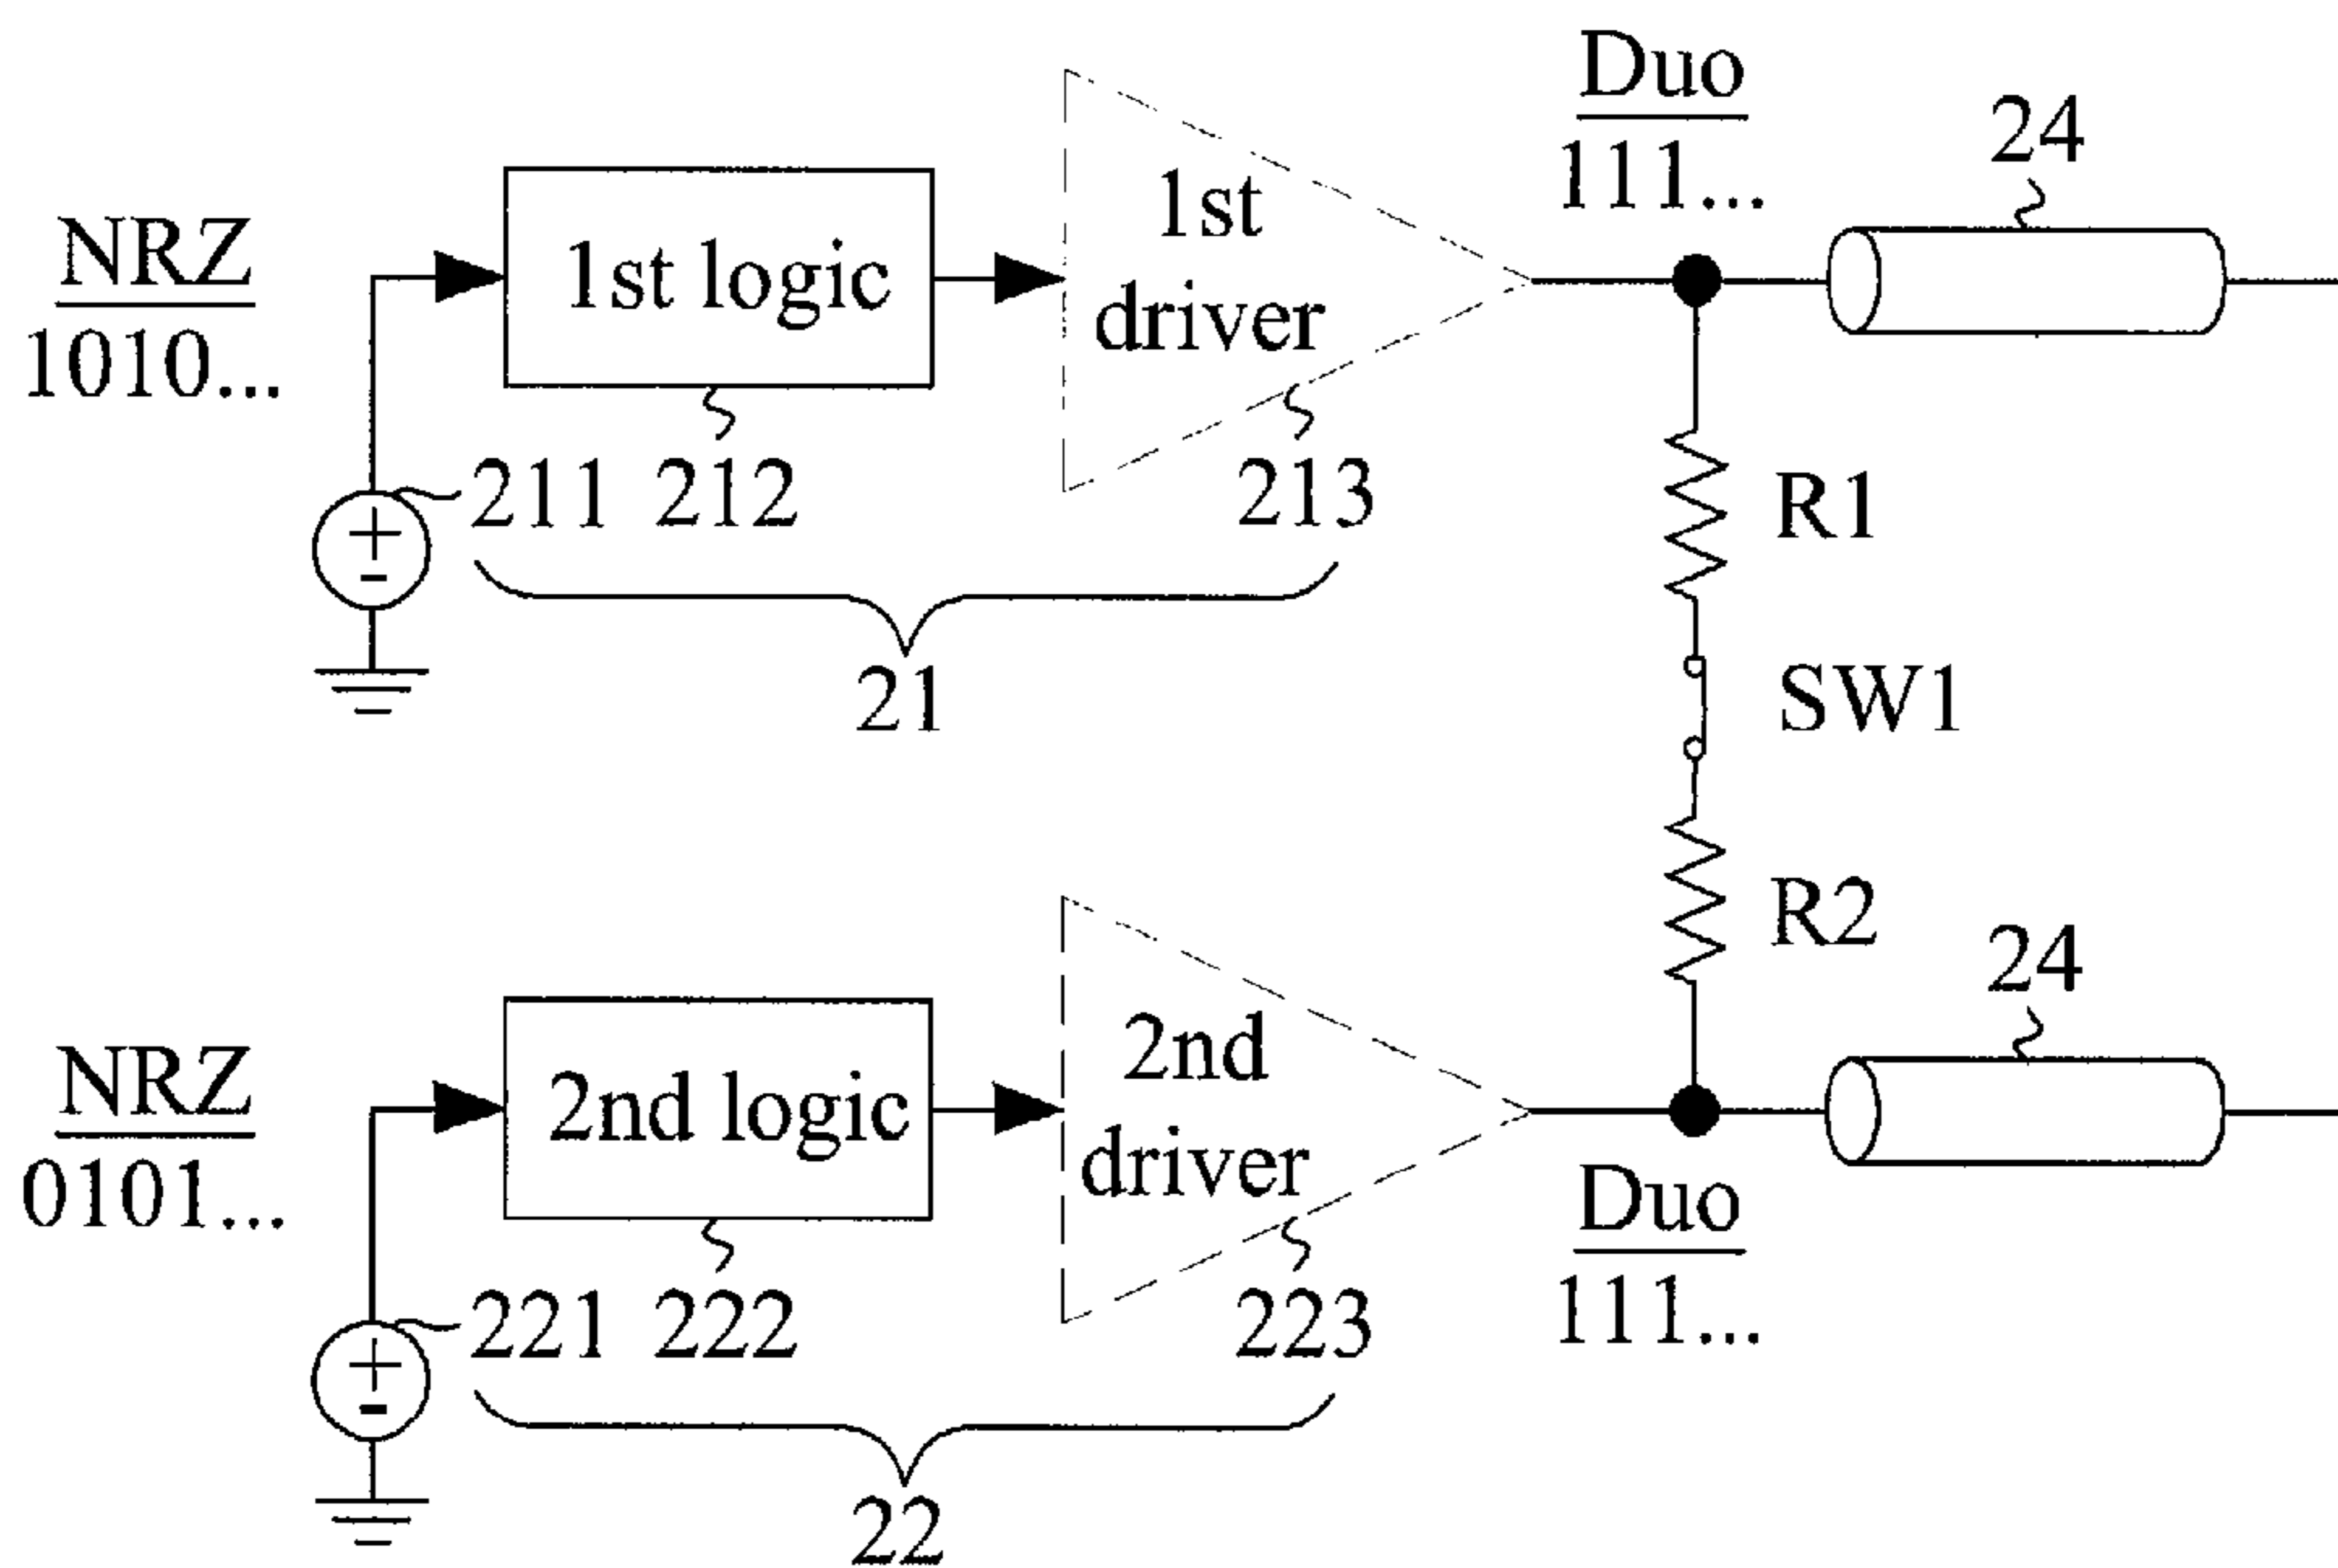 Duo
111...
24
NRZ
1010...
1st logic
1st
driver
211
212
213
R1
21
SW1
R2
24
NRZ
0101...
2nd logic
2nd
driver
Duo
111...
221
222
223
22